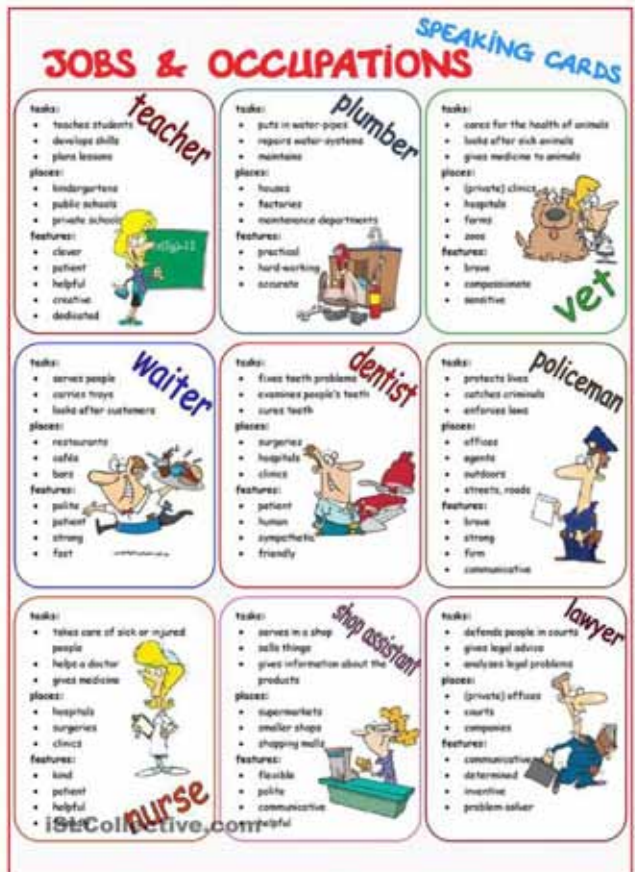 JOBS & OCCUPATIONS
SPEAKING CARDS
teacher
tasks:
• teaches students
• develops skills
• plans lessons
places:
• kindergartens
• public schools
• private schools
features:
• clever
• patient
• helpful
• creative
• dedicated
plumber
tasks:
• puts in water-pipes
• repairs water-systems
• maintains
places:
• houses
• factories
• maintenance departments
features:
• practical
• hard-working
• accurate
vet
tasks:
• cares for the health of animals
• looks after sick animals
• gives medicine to animals
places:
• (private) clinics
• hospitals
• farms
• zoos
features:
• brave
• compassionate
• sensitive
waiter
tasks:
• serves people
• carries trays
• looks after customers
places:
• restaurants
• cafés
• bars
features:
• polite
• patient
• strong
• fast
dentist
tasks:
• fixes teeth problems
• examines people's teeth
• cures teeth
places:
• surgeries
• hospitals
• clinics
features:
• patient
• human
• sympathetic
• friendly
policeman
tasks:
• protects lives
• catches criminals
• enforces laws
places:
• offices
• agents
• outdoors
• streets, roads
features:
• brave
• strong
• firm
• communicative
nurse
tasks:
• takes care of sick or injured
people
• helps a doctor
• gives medicine
places:
• hospitals
• surgeries
• clinics
features:
• kind
• patient
• helpful
shop assistant
tasks:
• serves in a shop
• sells things
• gives information about the
products
places:
• supermarkets
• smaller shops
• shopping malls
features:
• flexible
• polite
• communicative
• helpful
lawyer
tasks:
• defends people in courts
• gives legal advice
• analyses legal problems
places:
• (private) offices
• courts
• companies
features:
• communicative
• determined
• inventive
• problem solver
iSLCollective.com